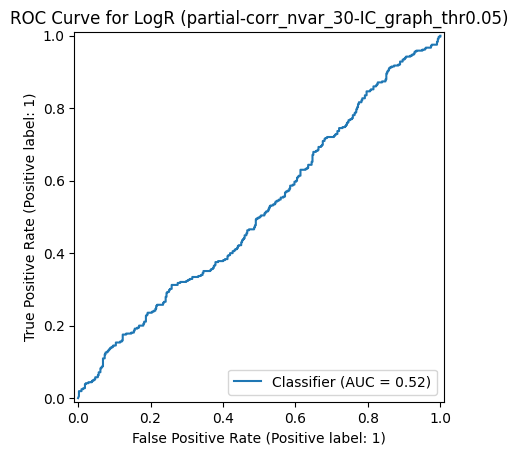 ROC Curve for LogR (partial-corr_nvar_30-IC_graph_thr0.05)
True Positive Rate (Positive label: 1)
1.0
0.8
0.6
0.4
0.2
0.0
Classifier (AUC = 0.52)
0.0 0.2 0.4 0.6 0.8 1.0
False Positive Rate (Positive label: 1)